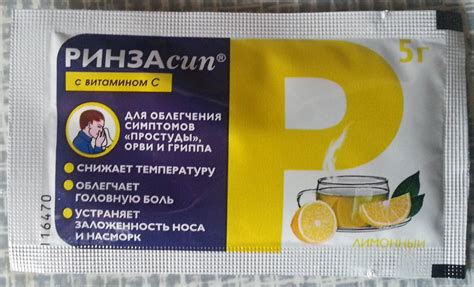 РИНЗАсип®
с витамином С
ДЛЯ ОБЛЕГЧЕНИЯ
СИМПТОМОВ
«ПРОСТУДЫ»,
ОРВИ И ГРИППА
СНИЖАЕТ ТЕМПЕРАТУРУ
ОБЛЕГЧАЕТ
ГОЛОВНУЮ БОЛЬ
УСТРАНЯЕТ
ЗАЛОЖЕННОСТЬ НОСА
И НАСМОРК
116470
Р
5 г
ЛИМОННЫЙ